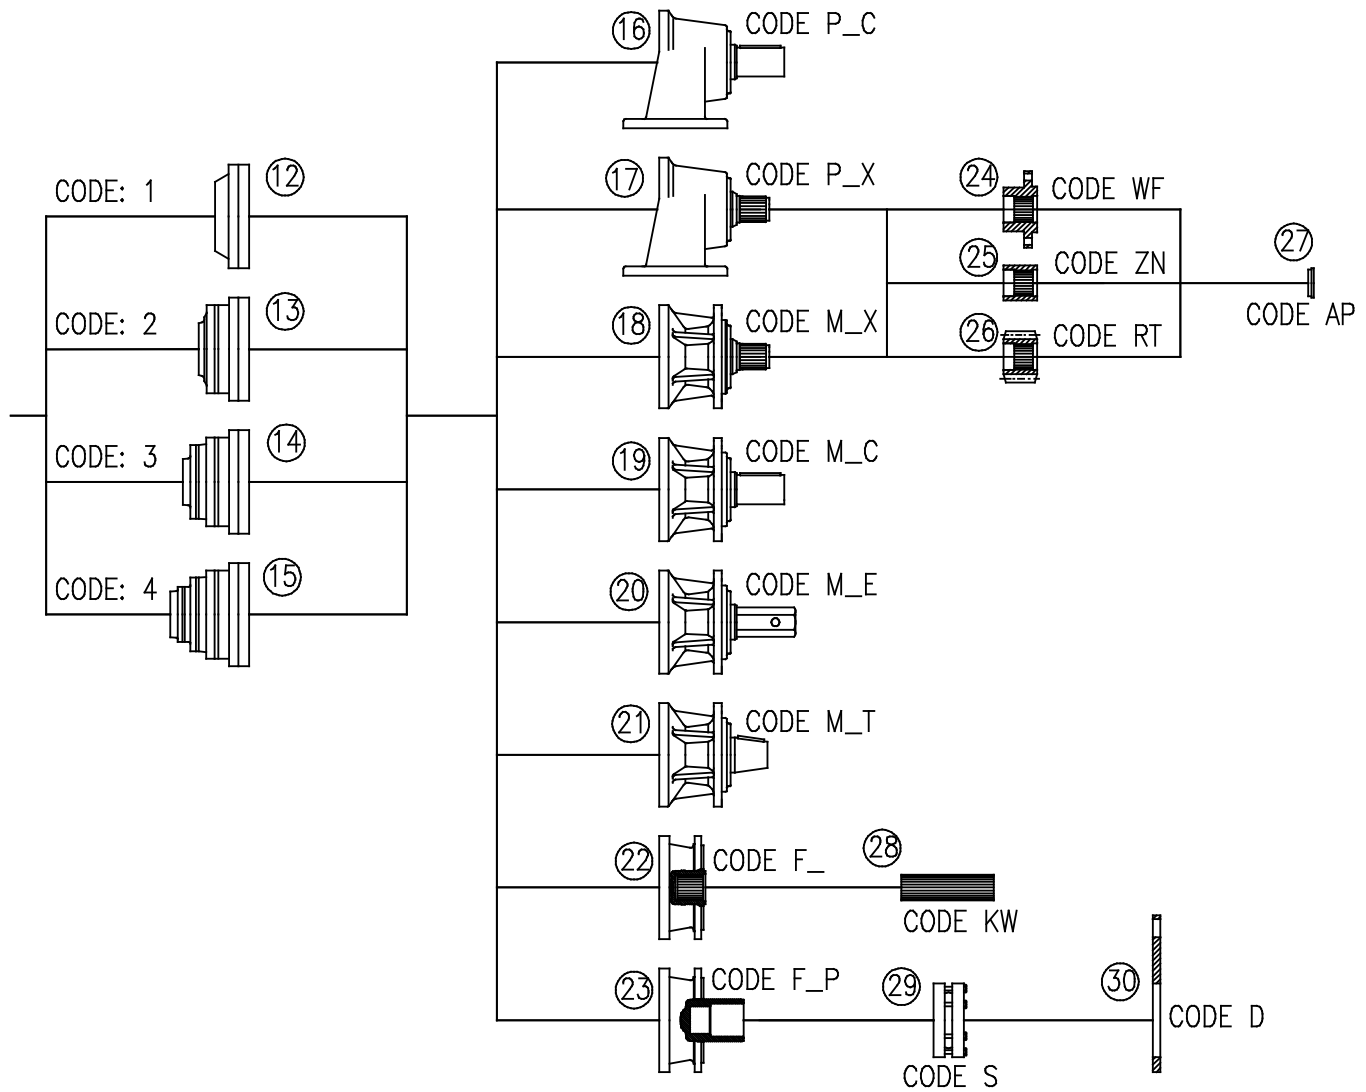 16 CODE P_C
CODE: 1 12
17 CODE P_X
24 CODE WF
25 CODE ZN
27
CODE AP
CODE: 2 13
18 CODE M_X
26 CODE RT
CODE: 3 14
19 CODE M_C
CODE: 4 15
20 CODE M_E
21 CODE M_T
22 CODE F_
28
CODE KW
23 CODE F_P
29
CODE S
30
CODE D